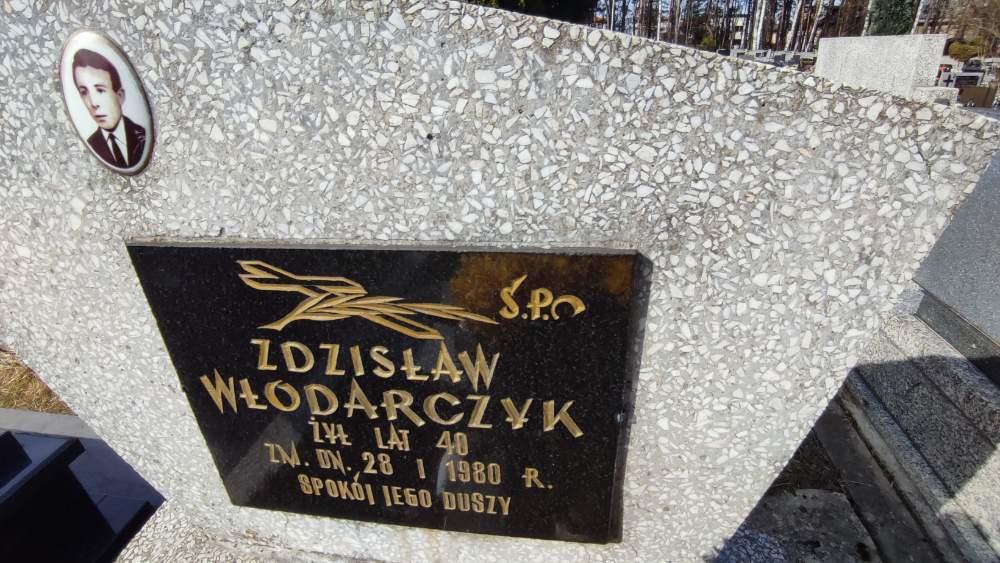 Ś.P.
ZDZISŁAW
WŁODARCZYK
ŻYŁ LAT 40
ZM. DN. 28 I 1980 R.
SPOKÓJ JEGO DUSZY